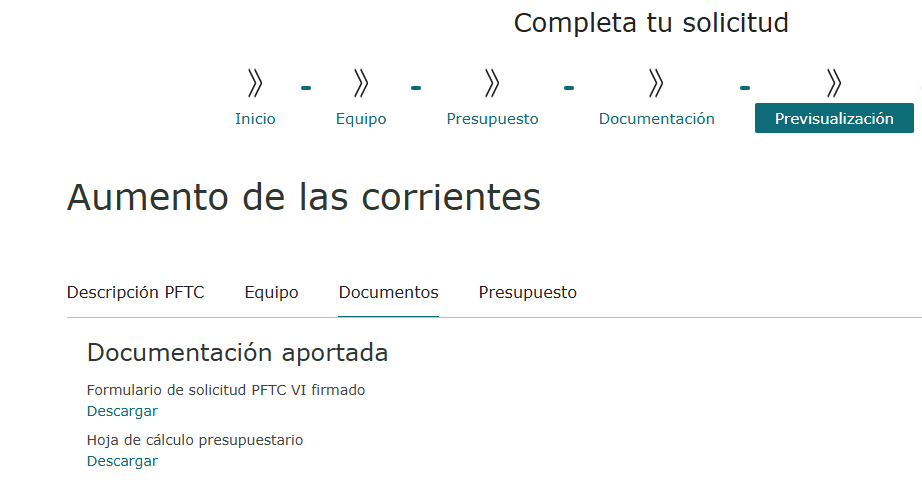 Completa tu solicitud
Inicio Equipo Presupuesto Documentación Previsualización
Aumento de las corrientes
Descripción PFTC Equipo Documentos Presupuesto
Documentación aportada
Formulario de solicitud PFTC VI firmado
Descargar
Hoja de cálculo presupuestario
Descargar